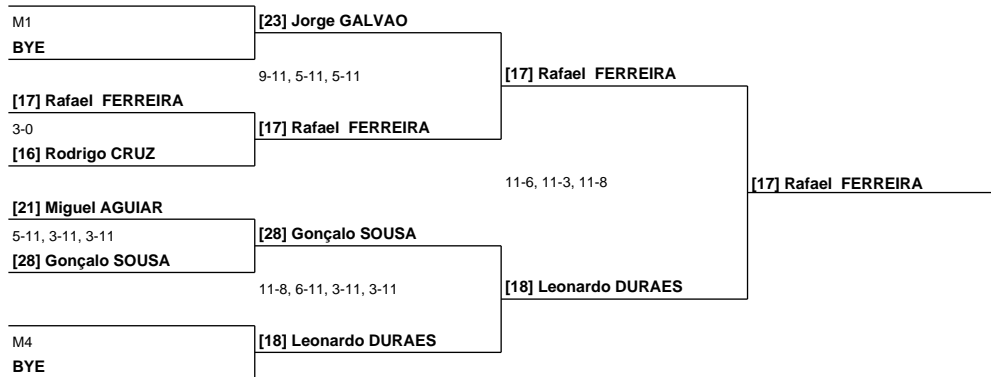 M1
BYE
[23] Jorge GALVAO
9-11, 5-11, 5-11
[17] Rafael  FERREIRA
[17] Rafael  FERREIRA
3-0
[16] Rodrigo CRUZ
[17] Rafael  FERREIRA
11-6, 11-3, 11-8
[17] Rafael  FERREIRA
[21] Miguel AGUIAR
5-11, 3-11, 3-11
[28] Gonçalo SOUSA
[28] Gonçalo SOUSA
11-8, 6-11, 3-11, 3-11
[18] Leonardo DURAES
M4
BYE
[18] Leonardo DURAES